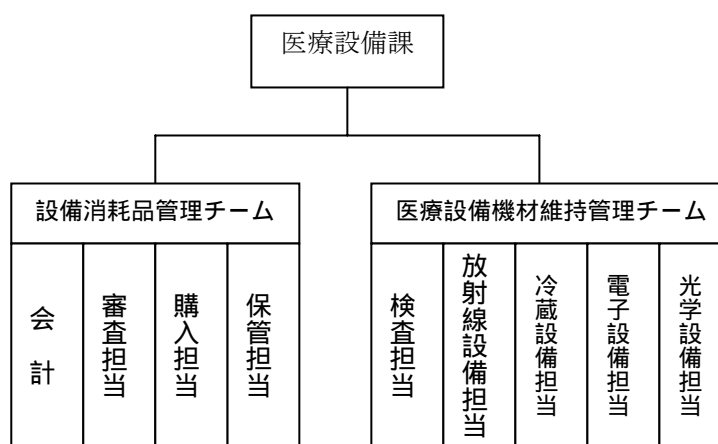 医療設備課
設備消耗品管理チーム
医療設備機材維持管理チーム
会計
審査担当
購入担当
保管担当
検査担当
放射線設備担当
冷蔵設備担当
電子設備担当
光学設備担当